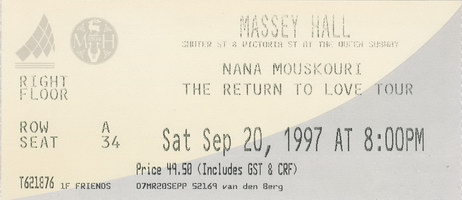 MASSEY HALL
SHUTER ST & VICTORIA ST AT THE QUEEN SUBWAY
MH
RIGHT
FLOOR
NANA MOUSKOURI
THE RETURN TO LOVE TOUR
ROW A
SEAT 34
Sat Sep 20, 1997 AT 8:00PM
Price 49.50 (Includes GST & CRF)
T621876 1F FRIENDS 07MR20SEPP 52169 van den Berg